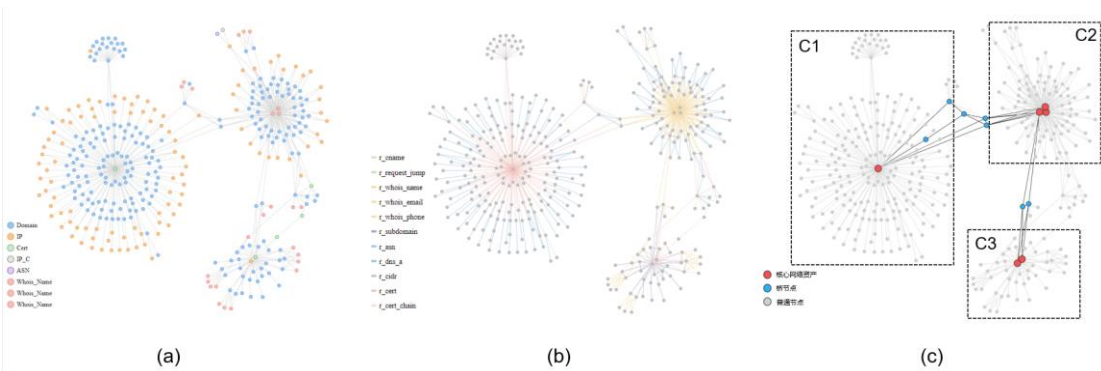 Domain
IP
Cert
IP_C
ASN
Whois_Name
Whois_Name
Whois_Name
(a)
r_cname
r_request_jump
r_whois_name
r_whois_email
r_whois_phone
r_subdomain
r_asn
r_dns_a
r_cidr
r_cert
r_cert_chain
(b)
C1
C2
C3
核心网络资产
桥节点
普通节点
(c)